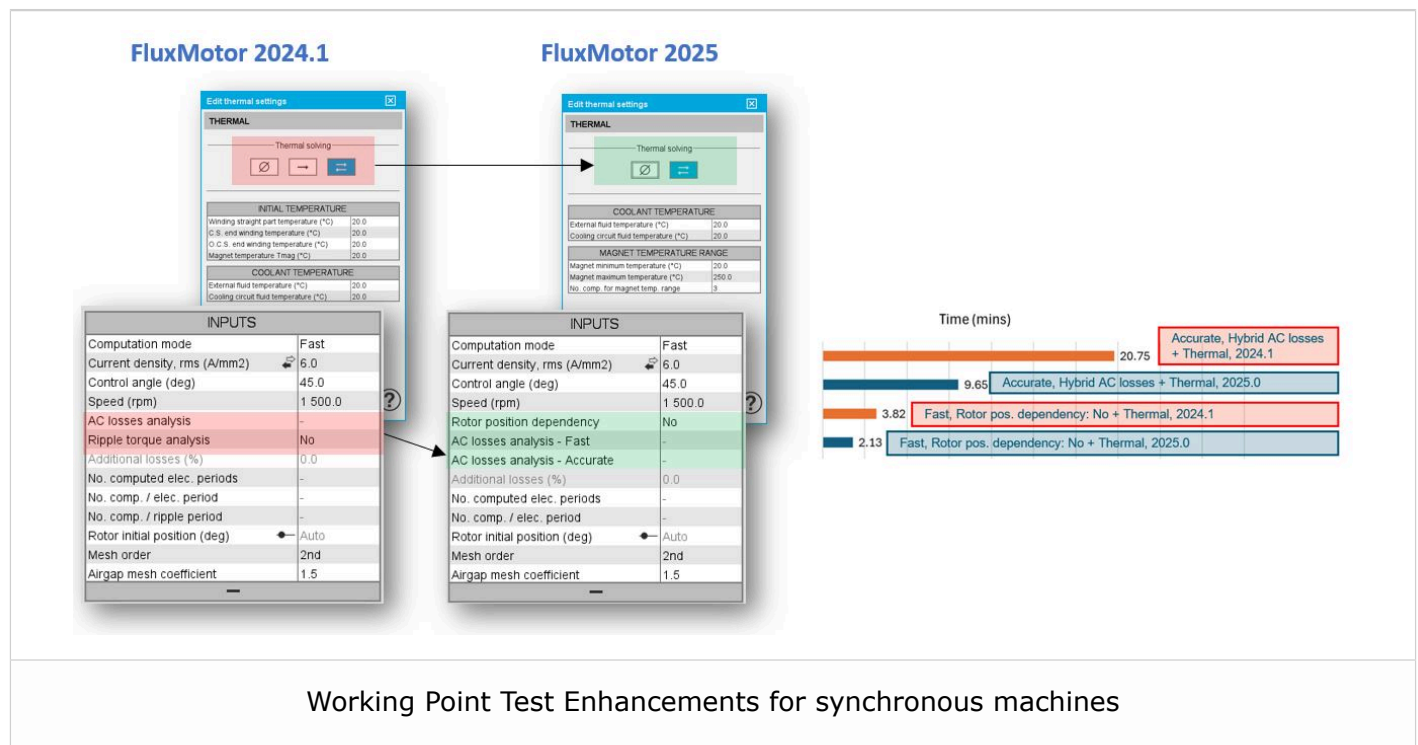 FluxMotor 2024.1
Edit thermal settings
THERMAL
Thermal solving
INITIAL TEMPERATURE
Winding straight part temperature (°C) 20.0
C.S. end winding temperature (°C) 20.0
O.C.S. end winding temperature (°C) 20.0
Magnet temperature Tmag (°C) 20.0
COOLANT TEMPERATURE
External fluid temperature (°C) 20.0
Cooling circuit fluid temperature (°C) 20.0
INPUTS
Computation mode Fast
Current density, rms (A/mm2) 6.0
Control angle (deg) 45.0
Speed (rpm) 1 500.0
AC losses analysis -
Ripple torque analysis No
Additional losses (%) 0.0
No. computed elec. periods -
No. comp. / elec. period -
No. comp. / ripple period -
Rotor initial position (deg) Auto
Mesh order 2nd
Airgap mesh coefficient 1.5
?
FluxMotor 2025
Edit thermal settings
THERMAL
Thermal solving
COOLANT TEMPERATURE
External fluid temperature (°C) 20.0
Cooling circuit fluid temperature (°C) 20.0
MAGNET TEMPERATURE RANGE
Magnet minimum temperature (°C) 20.0
Magnet maximum temperature (°C) 250.0
No. comp. for magnet temp. range 3
INPUTS
Computation mode Fast
Current density, rms (A/mm2) 6.0
Control angle (deg) 45.0
Speed (rpm) 1 500.0
Rotor position dependency No
AC losses analysis - Fast -
AC losses analysis - Accurate -
Additional losses (%) 0.0
No. computed elec. periods -
No. comp. / elec. period -
Rotor initial position (deg) Auto
Mesh order 2nd
Airgap mesh coefficient 1.5
?
Time (mins)
20.75
Accurate, Hybrid AC losses
+ Thermal, 2024.1
9.65 Accurate, Hybrid AC losses + Thermal, 2025.0
3.82 Fast, Rotor pos. dependency: No + Thermal, 2024.1
2.13 Fast, Rotor pos. dependency: No + Thermal, 2025.0
Working Point Test Enhancements for synchronous machines